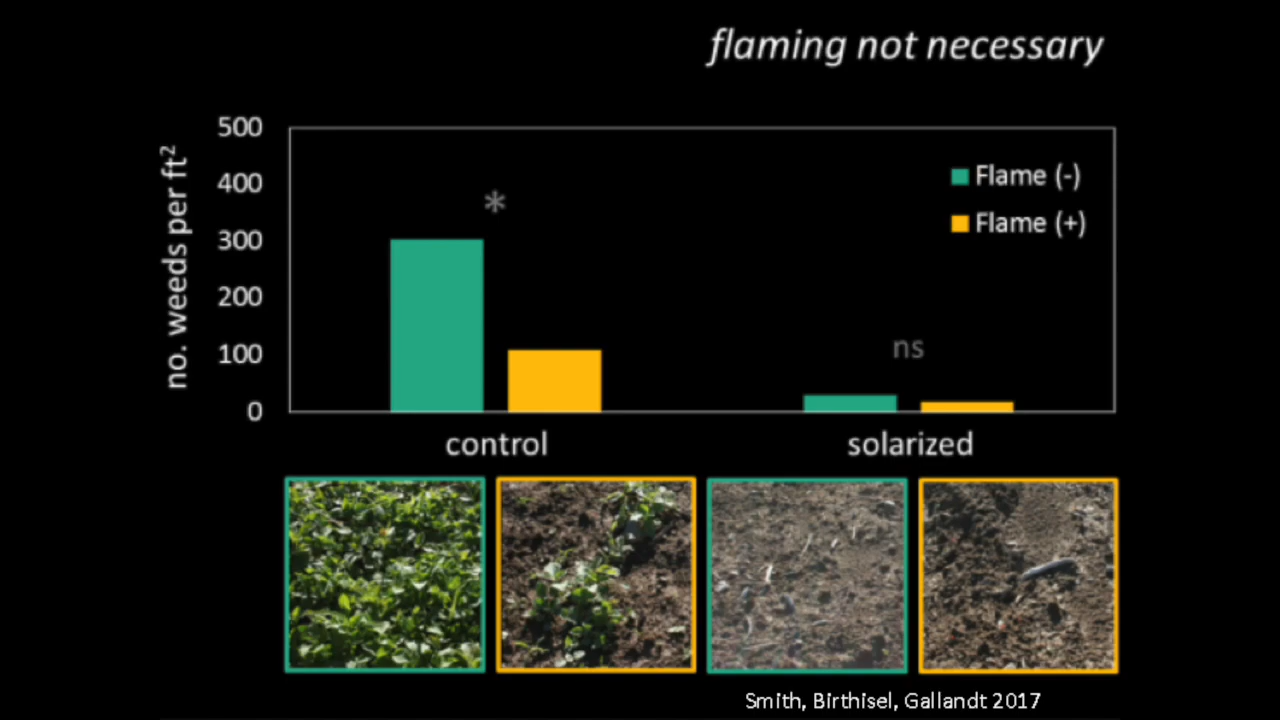 flaming not necessary
no. weeds per ft²
500
400
300
200
100
0
*
ns
Flame (-)
Flame (+)
control
solarized
Smith, Birthisel, Gallandt 2017